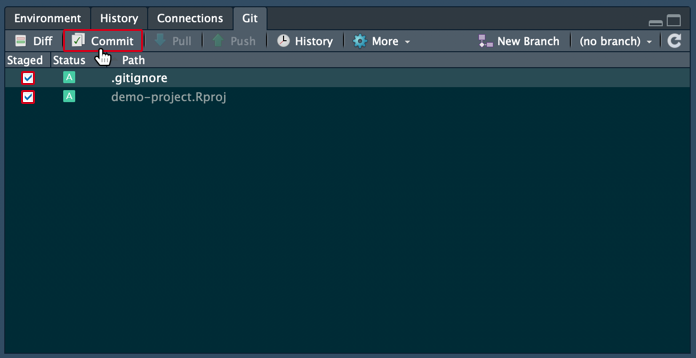 Environment History Connections Git
Diff Commit Pull Push History More New Branch (no branch)
Staged Status Path
A .gitignore
A demo-project.Rproj